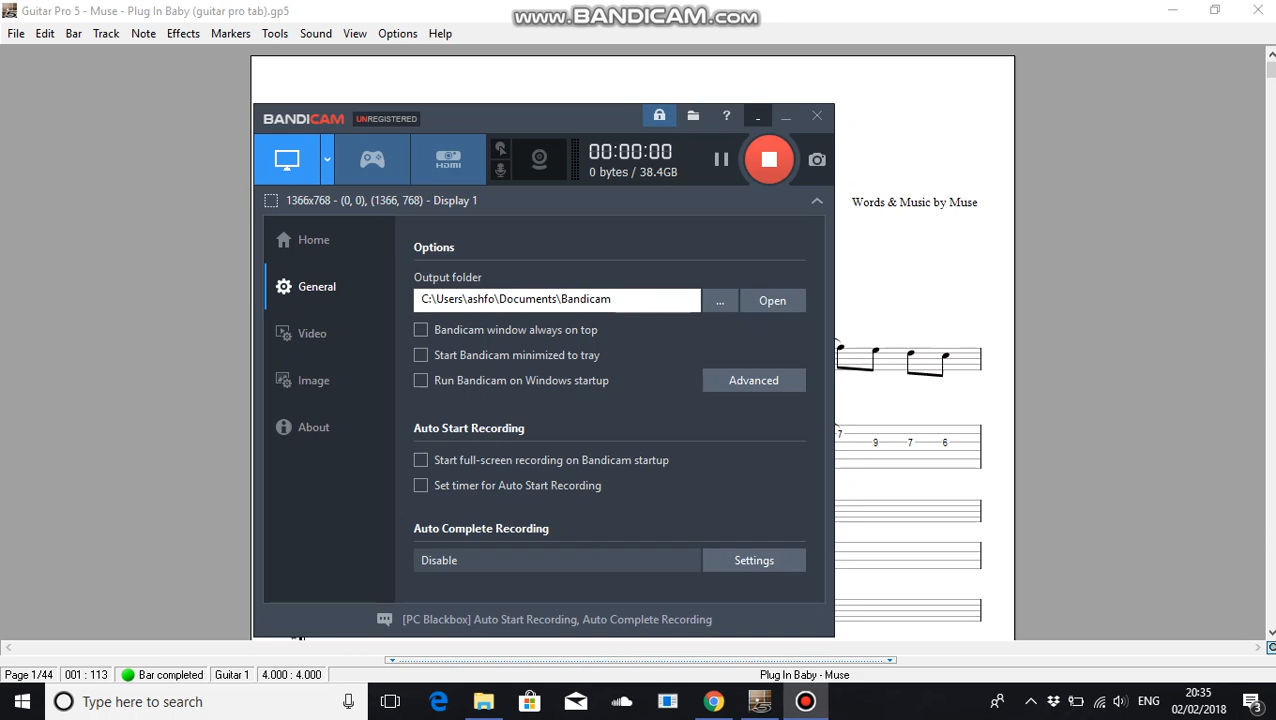 Guitar Pro 5 - Muse - Plug In Baby (guitar pro tab).gp5
www.BANDICAM.com
File Edit Bar Track Note Effects Markers Tools Sound View Options Help
BANDICAM UNREGISTERED
?
HDMI
00:00:00
0 bytes / 38.4GB
1366x768 - (0, 0), (1366, 768) - Display 1
Words & Music by Muse
Home
General
Video
Image
About
Options
Output folder
C:\Users\ashfo\Documents\Bandicam
... Open
Bandicam window always on top
Start Bandicam minimized to tray
Run Bandicam on Windows startup
Advanced
Auto Start Recording
Start full-screen recording on Bandicam startup
Set timer for Auto Start Recording
Auto Complete Recording
Disable Settings
[PC Blackbox] Auto Start Recording, Auto Complete Recording
7 9 7 6
Page 1/44 001 : 113 Bar completed Guitar 1 4.000 : 4.000 Plug In Baby - Muse
Type here to search
ENG
20:35
02/02/2018
3